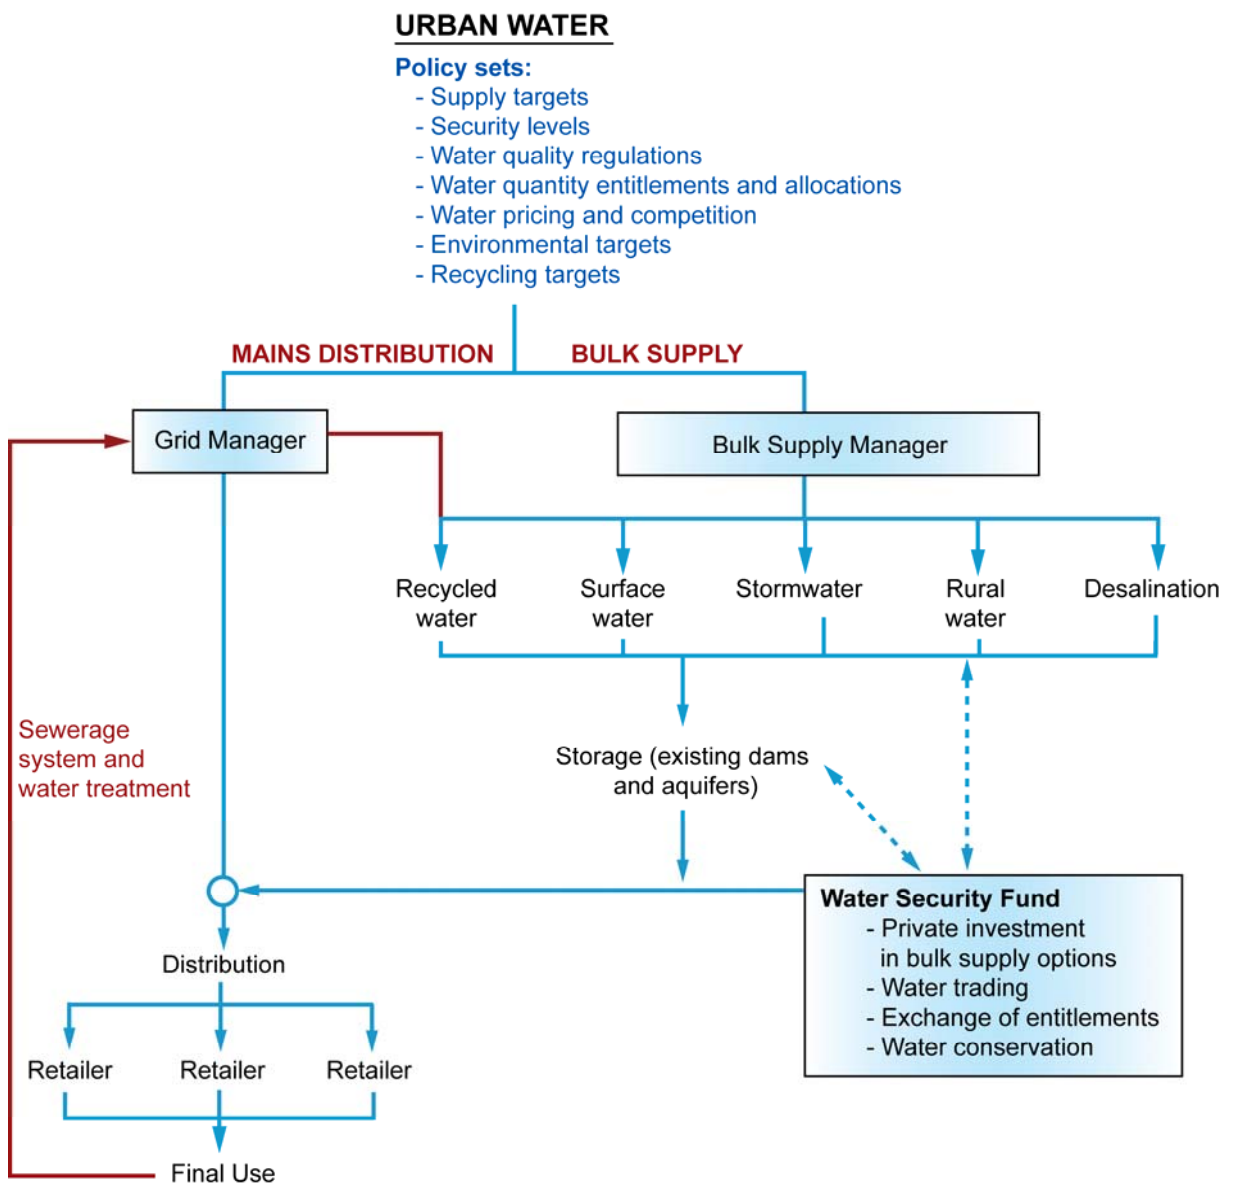 URBAN WATER
Policy sets:
- Supply targets
- Security levels
- Water quality regulations
- Water quantity entitlements and allocations
- Water pricing and competition
- Environmental targets
- Recycling targets
MAINS DISTRIBUTION
BULK SUPPLY
Grid Manager
Bulk Supply Manager
Recycled
water
Surface
water
Stormwater
Rural
water
Desalination
Sewerage
system and
water treatment
Storage (existing dams
and aquifers)
Water Security Fund
- Private investment
in bulk supply options
- Water trading
- Exchange of entitlements
- Water conservation
Distribution
Retailer
Retailer
Retailer
Final Use